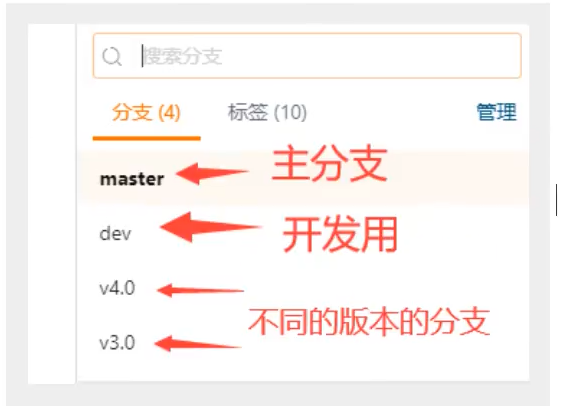 搜索分支
分支 (4) 标签 (10) 管理
master 主分支
dev 开发用
v4.0
不同的版本的分支
v3.0